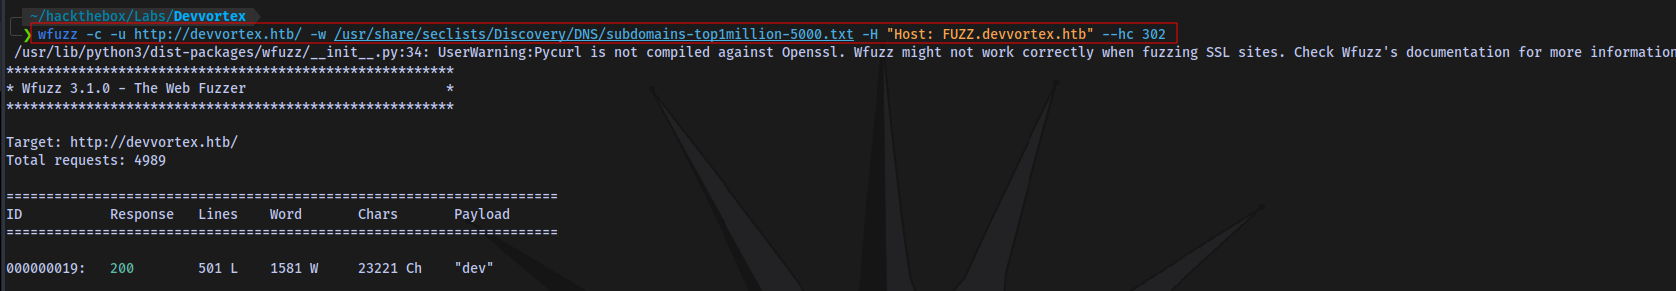 ~/hackthebox/Labs/Devvortex
❯ wfuzz -c -u http://devvortex.htb/ -w /usr/share/seclists/Discovery/DNS/subdomains-top1million-5000.txt -H "Host: FUZZ.devvortex.htb" --hc 302
/usr/lib/python3/dist-packages/wfuzz/__init__.py:34: UserWarning:Pycurl is not compiled against Openssl. Wfuzz might not work correctly when fuzzing SSL sites. Check Wfuzz's documentation for more information
********************************************************
* Wfuzz 3.1.0 - The Web Fuzzer                         *
********************************************************
Target: http://devvortex.htb/
Total requests: 4989
=====================================================================
ID           Response   Lines    Word       Chars       Payload
=====================================================================
000000019:   200        501 L    1581 W     23221 Ch    "dev"